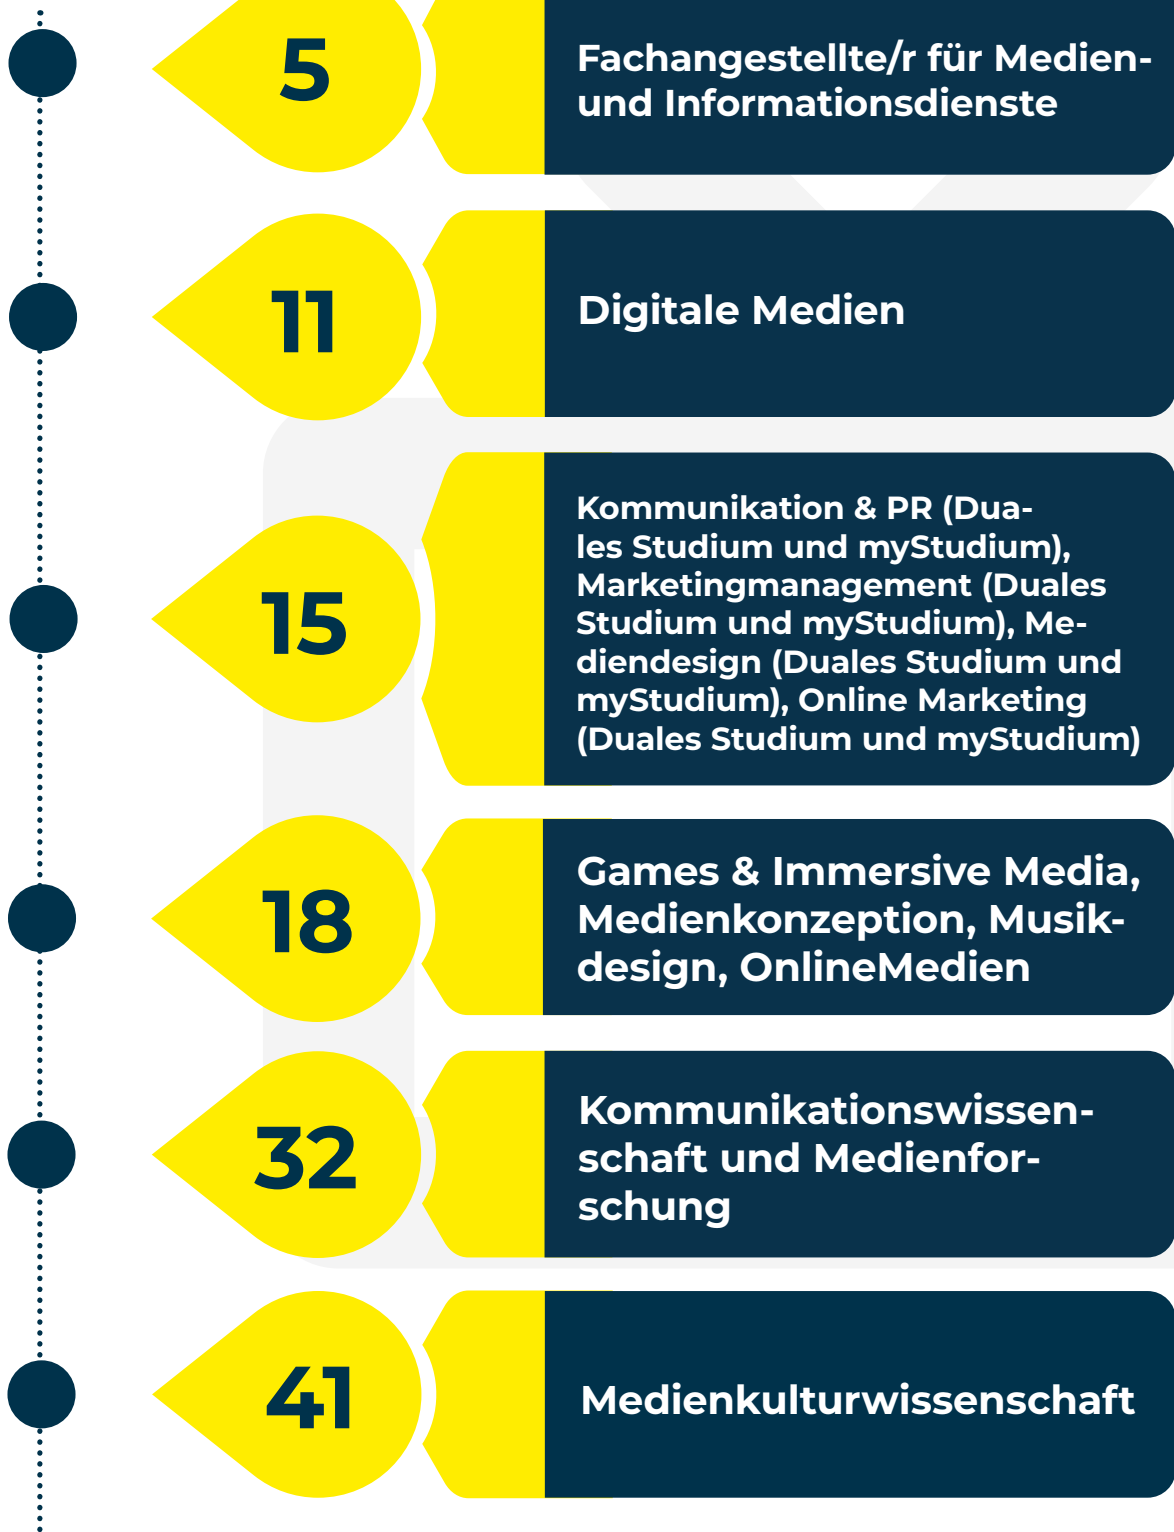 5
Fachangestellte/r für Medien-
und Informationsdienste
11
Digitale Medien
15
Kommunikation & PR (Dua-
les Studium und myStudium),
Marketingmanagement (Duales
Studium und myStudium), Me-
diendesign (Duales Studium und
myStudium), Online Marketing
(Duales Studium und myStudium)
18
Games & Immersive Media,
Medienkonzeption, Musik-
design, OnlineMedien
32
Kommunikationswissen-
schaft und Medienfor-
schung
41
Medienkulturwissenschaft